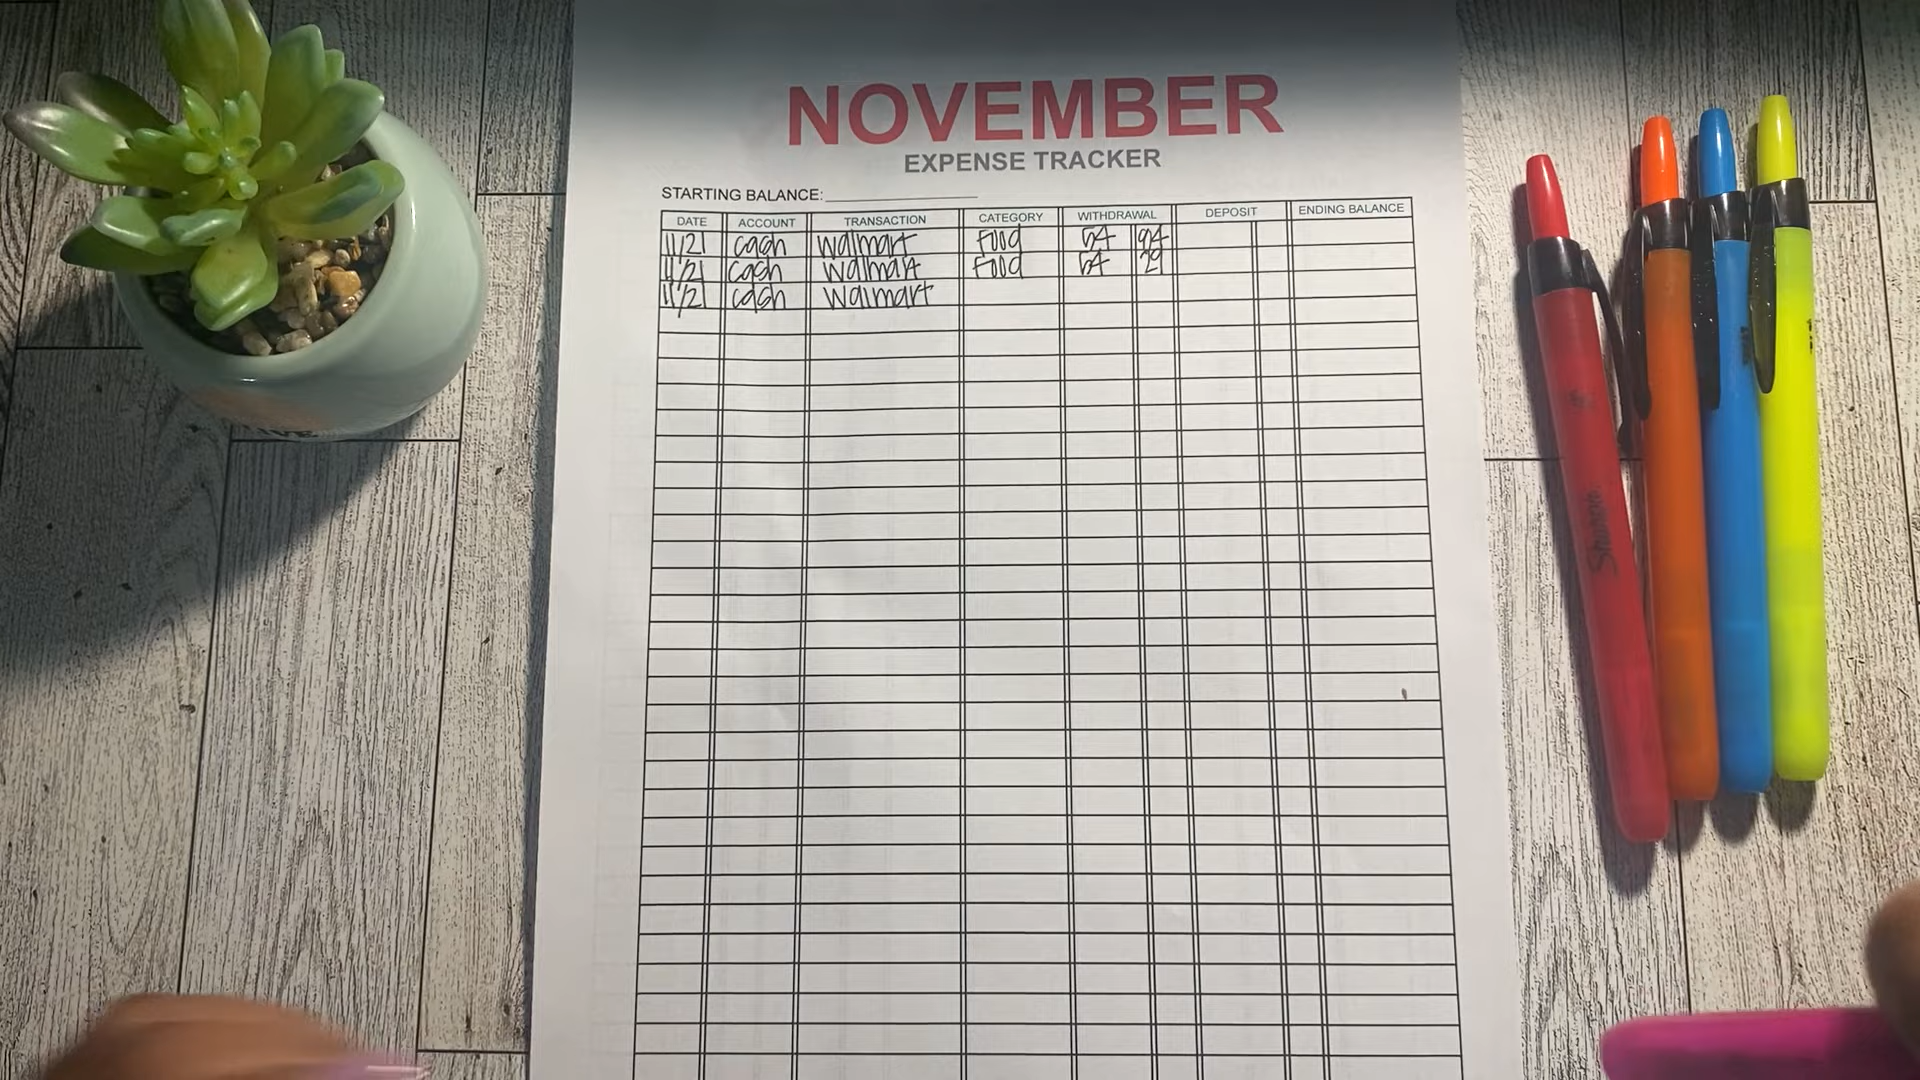 NOVEMBER
EXPENSE TRACKER
STARTING BALANCE:
DATE ACCOUNT TRANSACTION CATEGORY WITHDRAWAL DEPOSIT ENDING BALANCE
11/21 cash Walmart Food 54 94
11/21 cash Walmart Food 54 29
11/21 cash Walmart